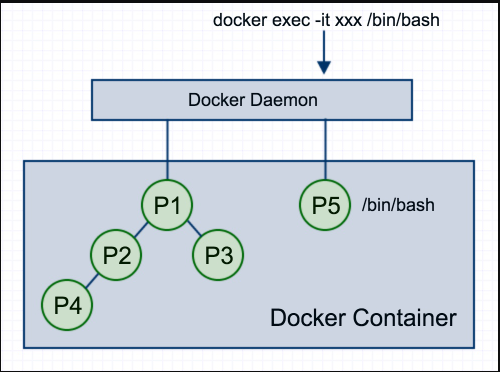 docker exec -it xxx /bin/bash
Docker Daemon
P1
P5
/bin/bash
P2
P3
P4
Docker Container